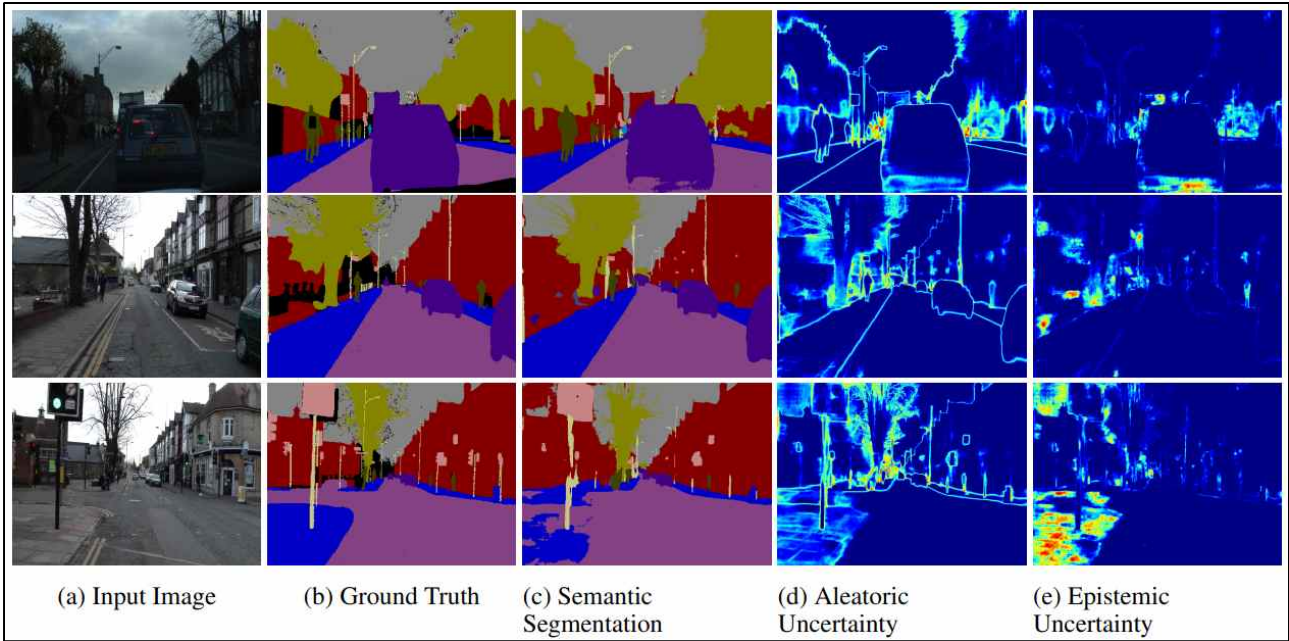 (a) Input Image
(b) Ground Truth
(c) Semantic
Segmentation
(d) Aleatoric
Uncertainty
(e) Epistemic
Uncertainty